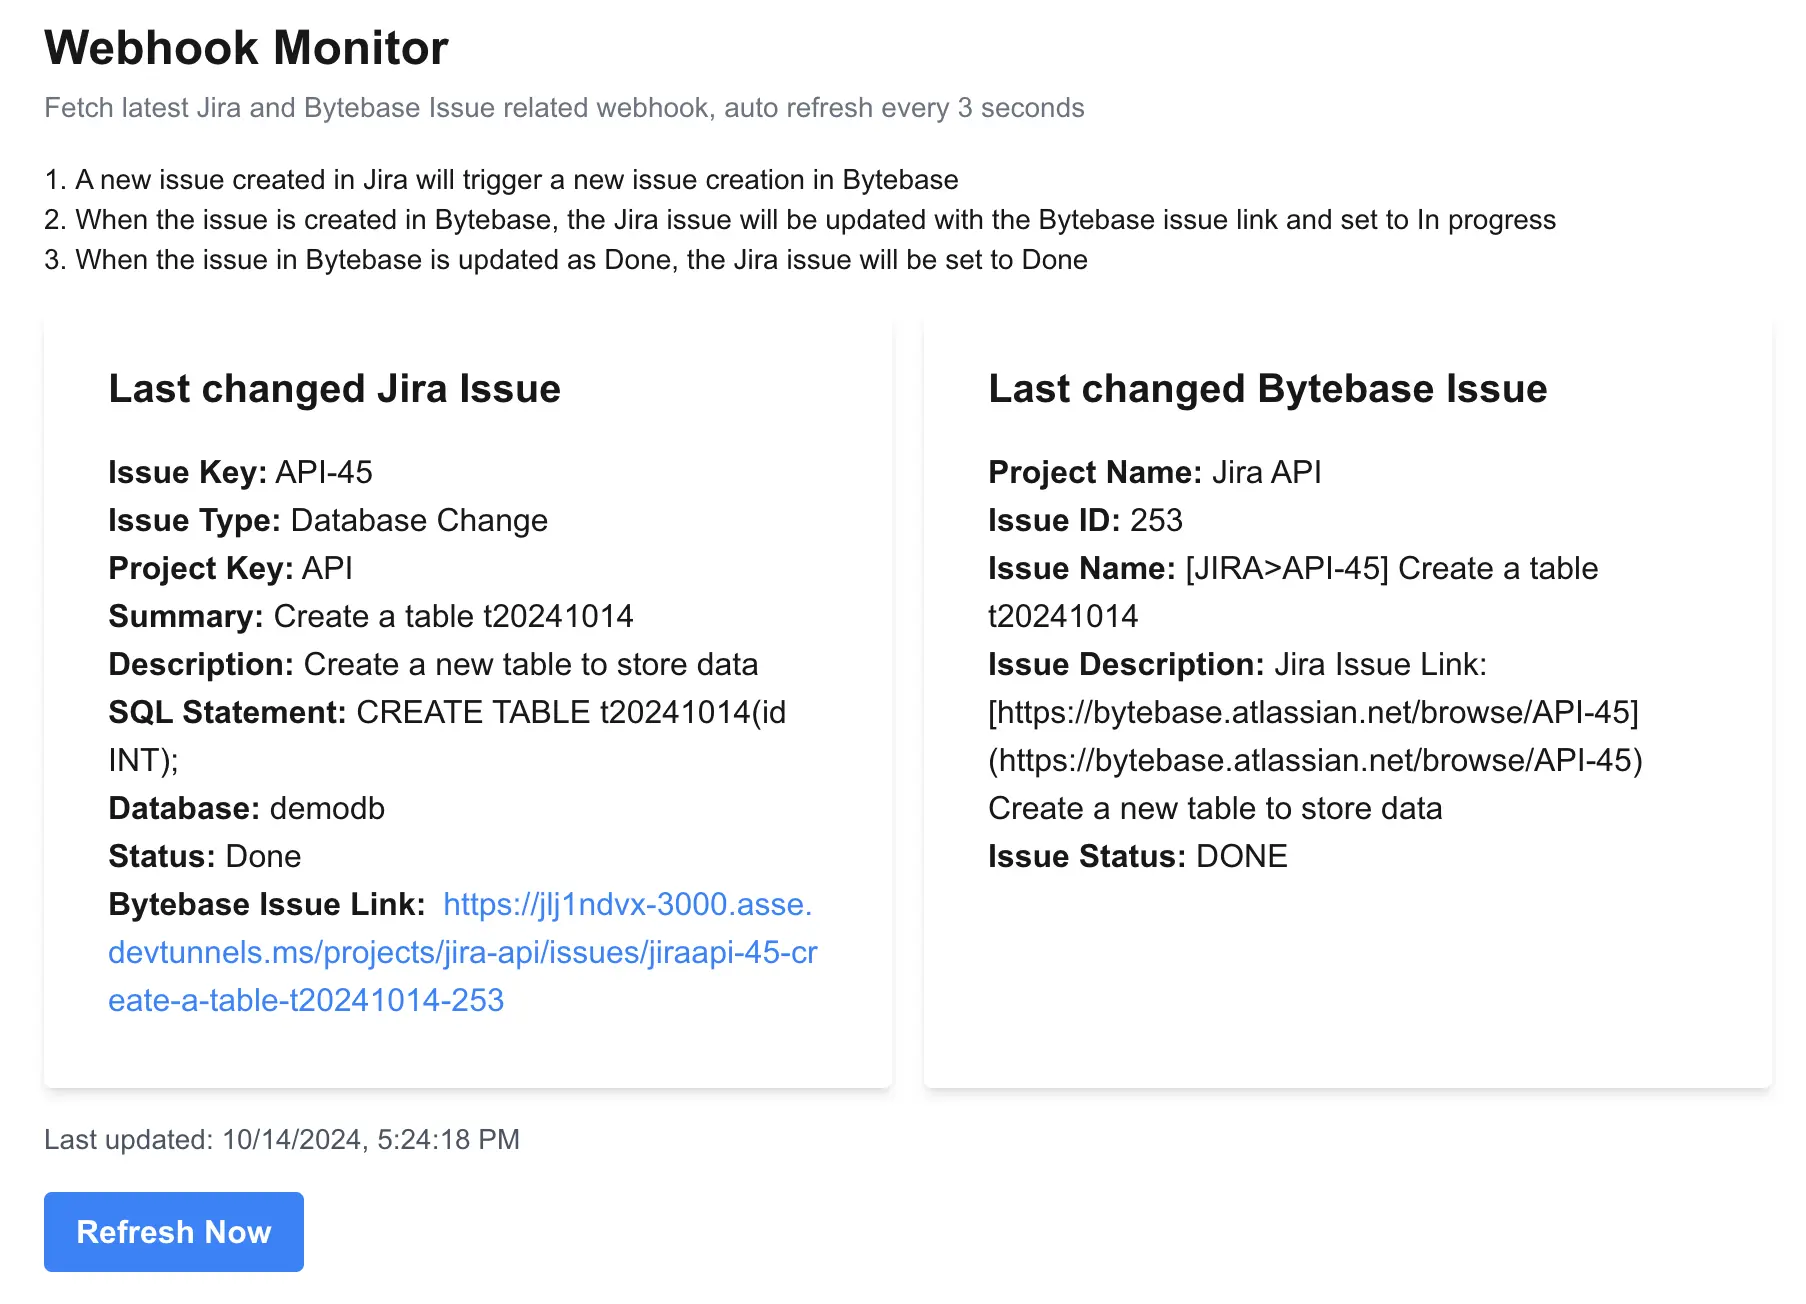 Webhook Monitor
Fetch latest Jira and Bytebase Issue related webhook, auto refresh every 3 seconds
1. A new issue created in Jira will trigger a new issue creation in Bytebase
2. When the issue is created in Bytebase, the Jira issue will be updated with the Bytebase issue link and set to In progress
3. When the issue in Bytebase is updated as Done, the Jira issue will be set to Done
Last changed Jira Issue
Issue Key: API-45
Issue Type: Database Change
Project Key: API
Summary: Create a table t20241014
Description: Create a new table to store data
SQL Statement: CREATE TABLE t20241014(id
INT);
Database: demodb
Status: Done
Bytebase Issue Link: https://jlj1ndvx-3000.asse.
devtunnels.ms/projects/jira-api/issues/jiraapi-45-cr
eate-a-table-t20241014-253
Last changed Bytebase Issue
Project Name: Jira API
Issue ID: 253
Issue Name: [JIRA>API-45] Create a table
t20241014
Issue Description: Jira Issue Link:
[https://bytebase.atlassian.net/browse/API-45]
(https://bytebase.atlassian.net/browse/API-45)
Create a new table to store data
Issue Status: DONE
Last updated: 10/14/2024, 5:24:18 PM
Refresh Now